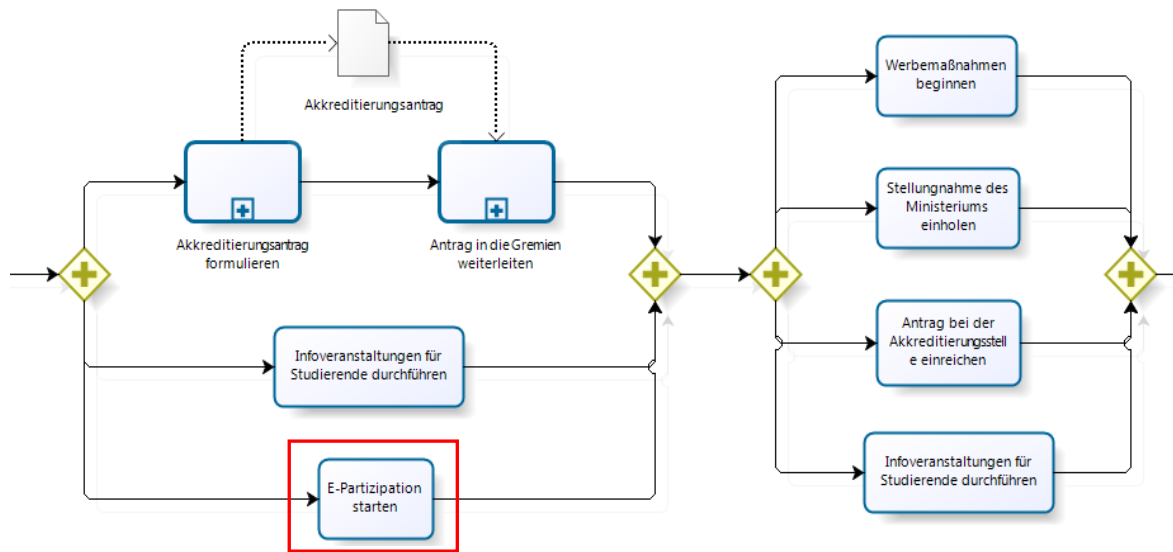 Akkreditierungsantrag
Akkreditierungsantrag
formulieren
Antrag in die Gremien
weiterleiten
Infoveranstaltungen für
Studierende durchführen
E-Partizipation
starten
Werbemaßnahmen
beginnen
Stellungnahme des
Ministeriums
einholen
Antrag bei der
Akkreditierungsstell
e einreichen
Infoveranstaltungen für
Studierende durchführen